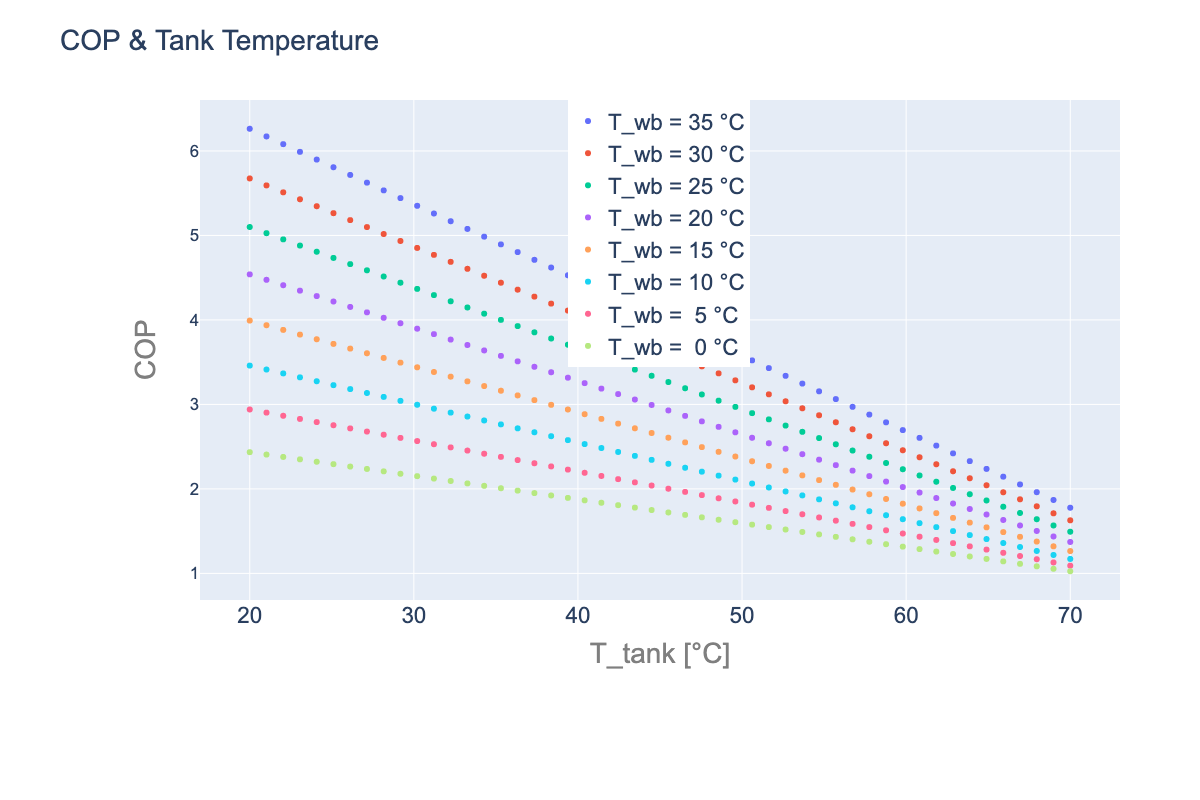 COP & Tank Temperature
T_wb = 35 °C
T_wb = 30 °C
T_wb = 25 °C
T_wb = 20 °C
T_wb = 15 °C
T_wb = 10 °C
T_wb =  5 °C
T_wb =  0 °C
6
5
4
3
2
1
COP
20 30 40 50 60 70
T_tank [°C]